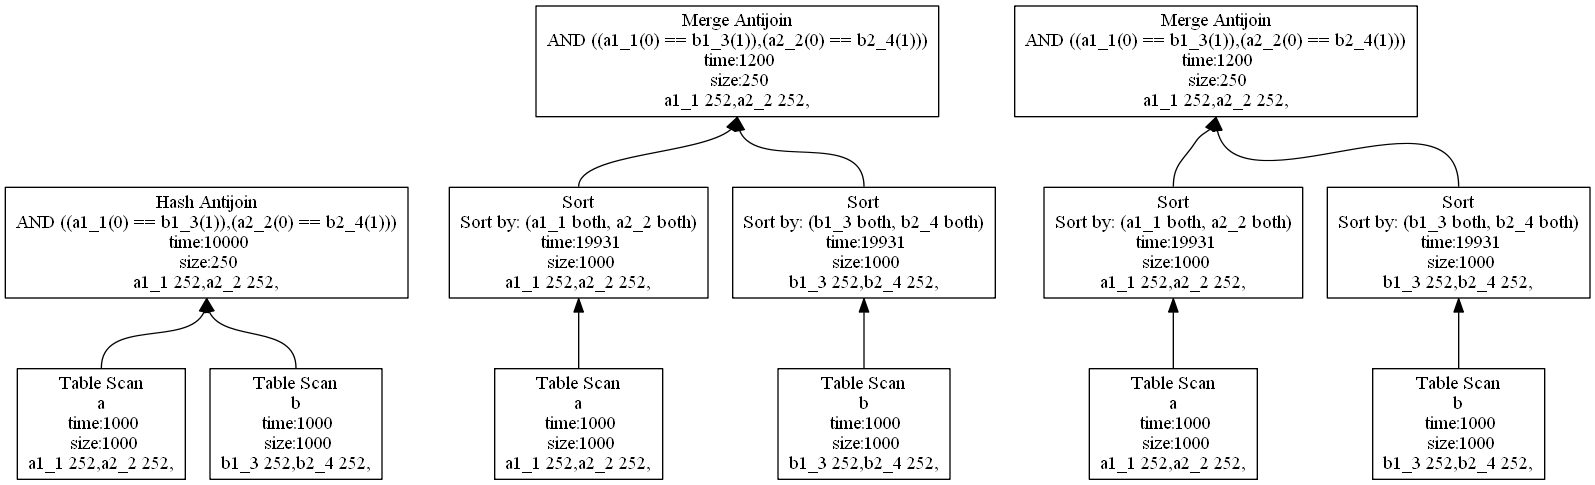 Merge Antijoin
AND ((a1_1(0) == b1_3(1)),(a2_2(0) == b2_4(1)))
time:1200
size:250
a1_1 252,a2_2 252,
Merge Antijoin
AND ((a1_1(0) == b1_3(1)),(a2_2(0) == b2_4(1)))
time:1200
size:250
a1_1 252,a2_2 252,
Hash Antijoin
AND ((a1_1(0) == b1_3(1)),(a2_2(0) == b2_4(1)))
time:10000
size:250
a1_1 252,a2_2 252,
Sort
Sort by: (a1_1 both, a2_2 both)
time:19931
size:1000
a1_1 252,a2_2 252,
Sort
Sort by: (b1_3 both, b2_4 both)
time:19931
size:1000
b1_3 252,b2_4 252,
Sort
Sort by: (a1_1 both, a2_2 both)
time:19931
size:1000
a1_1 252,a2_2 252,
Sort
Sort by: (b1_3 both, b2_4 both)
time:19931
size:1000
b1_3 252,b2_4 252,
Table Scan
a
time:1000
size:1000
a1_1 252,a2_2 252,
Table Scan
b
time:1000
size:1000
b1_3 252,b2_4 252,
Table Scan
a
time:1000
size:1000
a1_1 252,a2_2 252,
Table Scan
b
time:1000
size:1000
b1_3 252,b2_4 252,
Table Scan
a
time:1000
size:1000
a1_1 252,a2_2 252,
Table Scan
b
time:1000
size:1000
b1_3 252,b2_4 252,